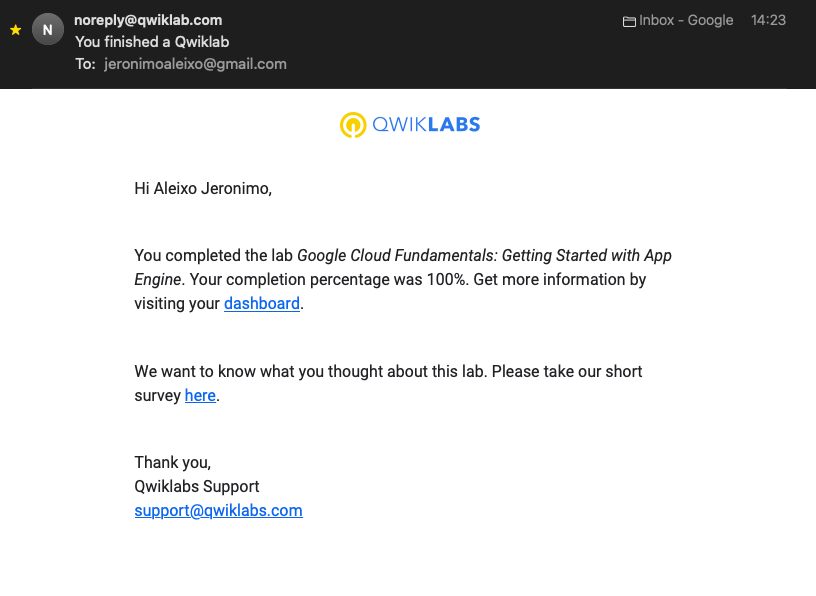 noreply@qwiklab.com
Inbox - Google 14:23
N
You finished a Qwiklab
To: jeronimoaleixo@gmail.com
QWIKLABS
Hi Aleixo Jeronimo,
You completed the lab Google Cloud Fundamentals: Getting Started with App
Engine. Your completion percentage was 100%. Get more information by
visiting your dashboard.
We want to know what you thought about this lab. Please take our short
survey here.
Thank you,
Qwiklabs Support
support@qwiklabs.com